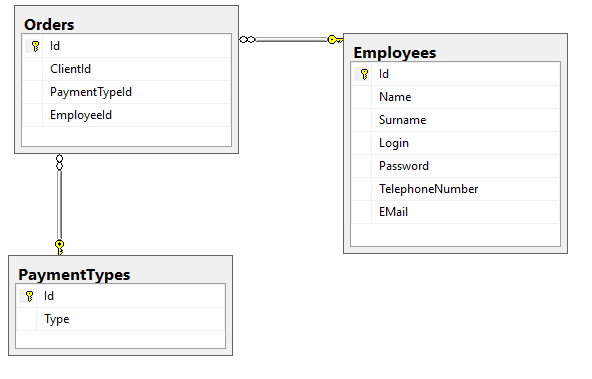 Orders
Id
ClientId
PaymentTypeId
EmployeeId
Employees
Id
Name
Surname
Login
Password
TelephoneNumber
EMail
PaymentTypes
Id
Type